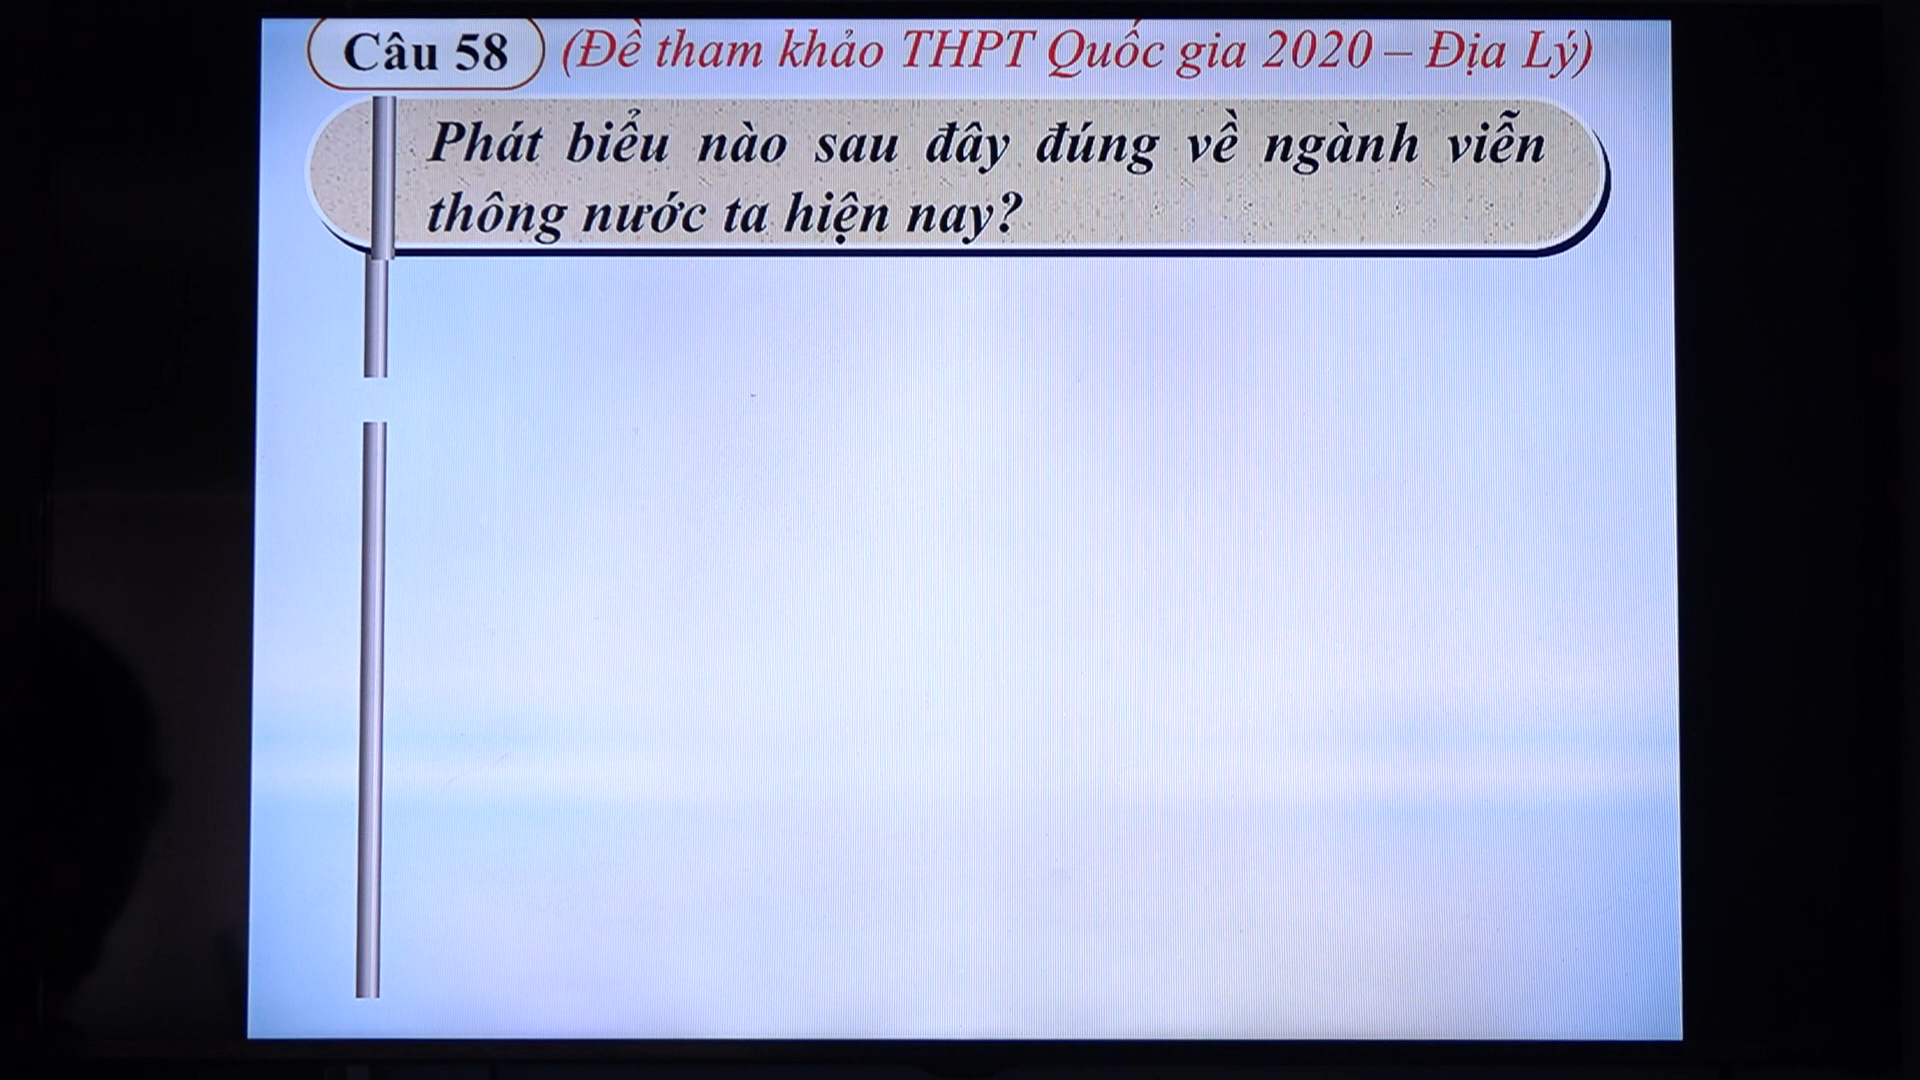 Câu 58 (Đề tham khảo THPT Quốc gia 2020 – Địa Lý)
Phát biểu nào sau đây đúng về ngành viễn
thông nước ta hiện nay?